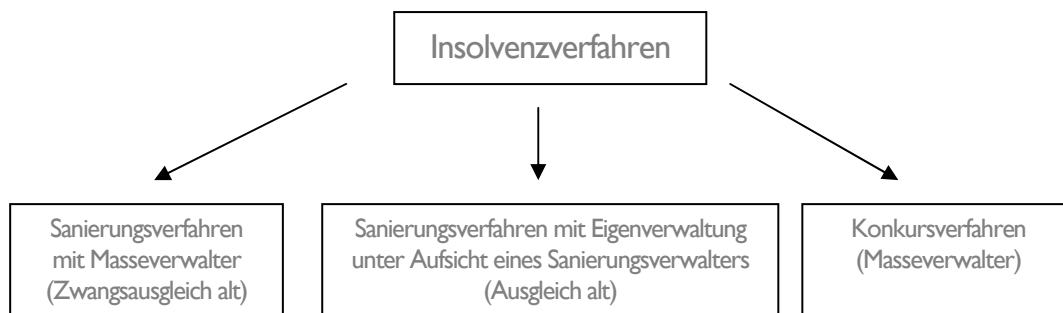 Insolvenzverfahren
Sanierungsverfahren
mit Masseverwalter
(Zwangsausgleich alt)
Sanierungsverfahren mit Eigenverwaltung
unter Aufsicht eines Sanierungsverwalters
(Ausgleich alt)
Konkursverfahren
(Masseverwalter)